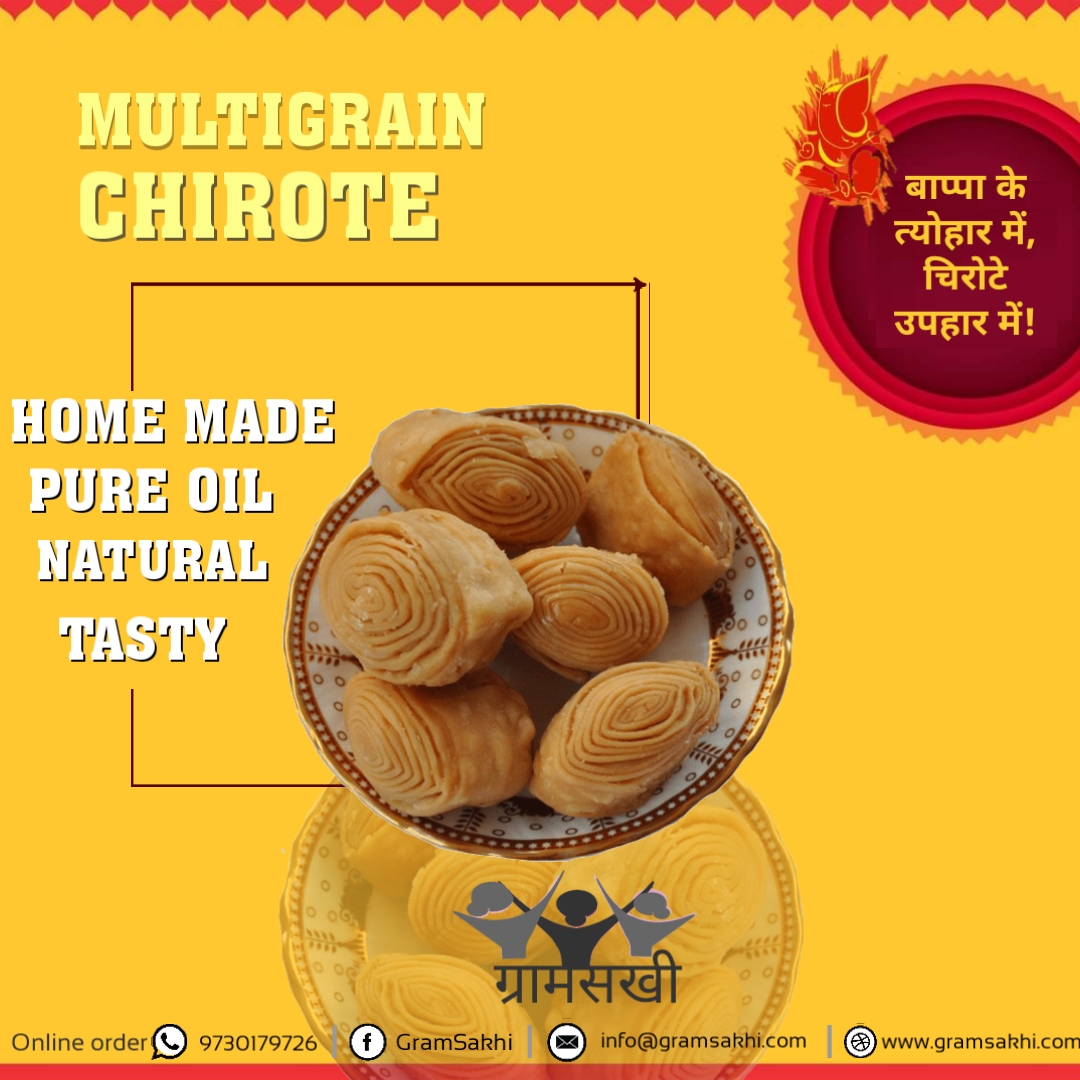 MULTIGRAIN
CHIROTE
बाप्पा के
त्योहार में,
चिरोटे
उपहार में!
HOME MADE
PURE OIL
NATURAL
TASTY
ग्रामसखी
Online order 9730179726 | GramSakhi | info@gramsakhi.com | www.gramsakhi.com